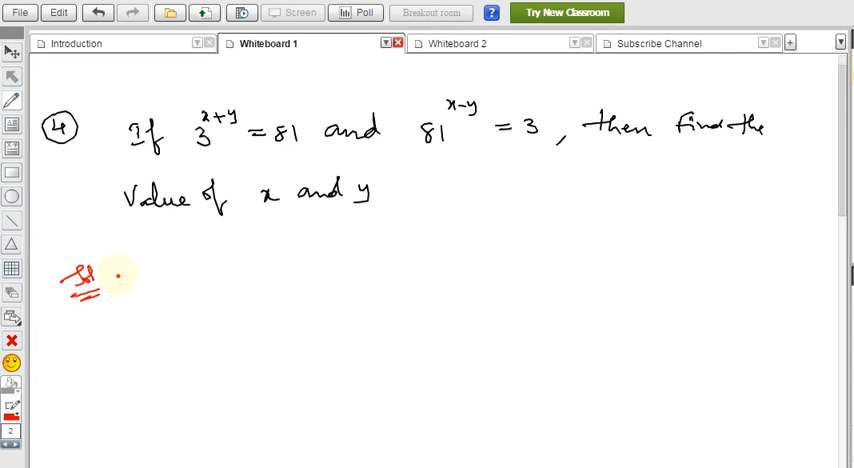 File Edit Screen Poll Breakout room ? Try New Classroom
Introduction Whiteboard 1 Whiteboard 2 Subscribe Channel +
④ If 3^{x+y} = 81 and 81^{x-y} = 3, then find the
Value of x and y
Sol
2